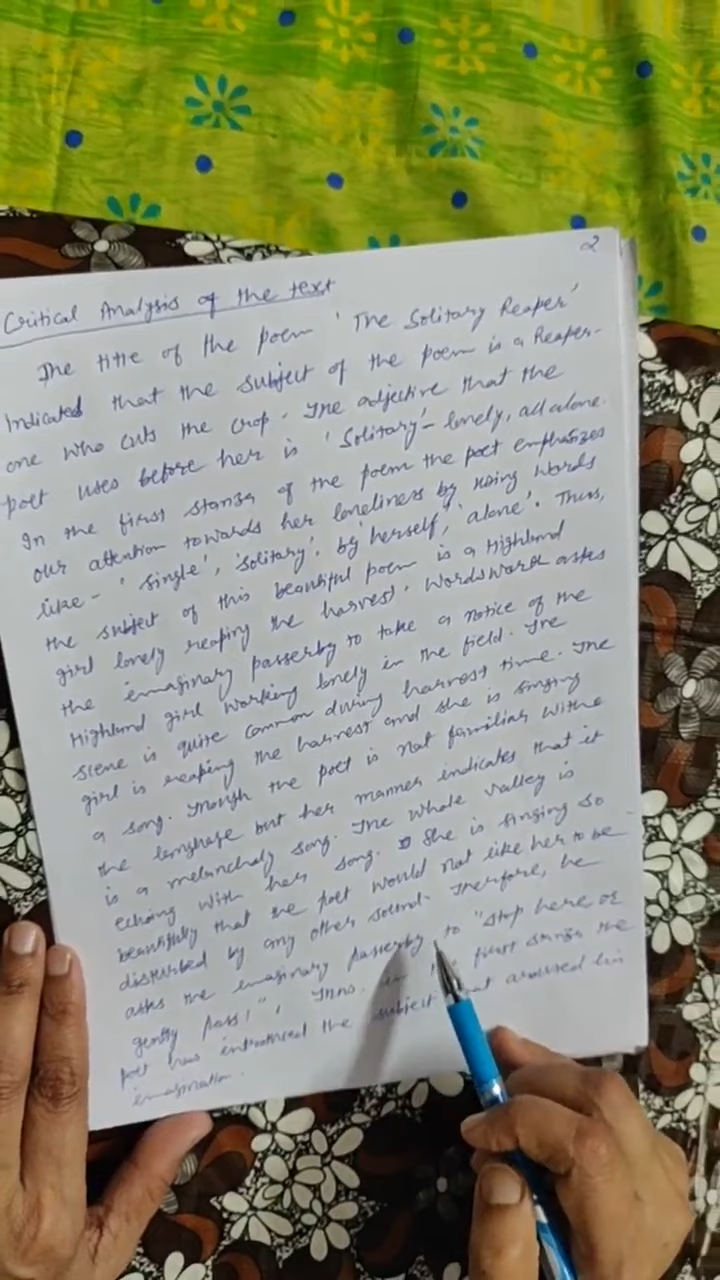 2
Critical Analysis of the text
The title of the poem 'The Solitary Reaper'
Indicated that the subject of the poem is a Reaper-
one who cuts the crop. The adjective that the
poet uses before her is 'Solitary'- lonely, all alone.
In the first stanza of the poem the poet emphasizes
our attention towards her loneliness by using words
like - 'Single', 'Solitary', 'by herself', 'alone'. Thus,
the subject of this beautiful poem is a Highland
girl lonely reaping the harvest. Wordsworth asks
the imaginary passerby to take a notice of the
Highland girl working lonely in the field. The
scene is quite common during harvest time. The
girl is reaping the harvest and she is singing
a song. Though the poet is not familiar with
the language but her manner indicates that it
is a melancholy song. The whole valley is
echoing with her song. She is singing so
beautifully that the poet would not like her to be
disturbed by any other sound. Therefore, he
asks the imaginary passerby to "stop here or
gently pass!", Thus, first stanza the
poet has introduced the subject that aroused his
imagination.